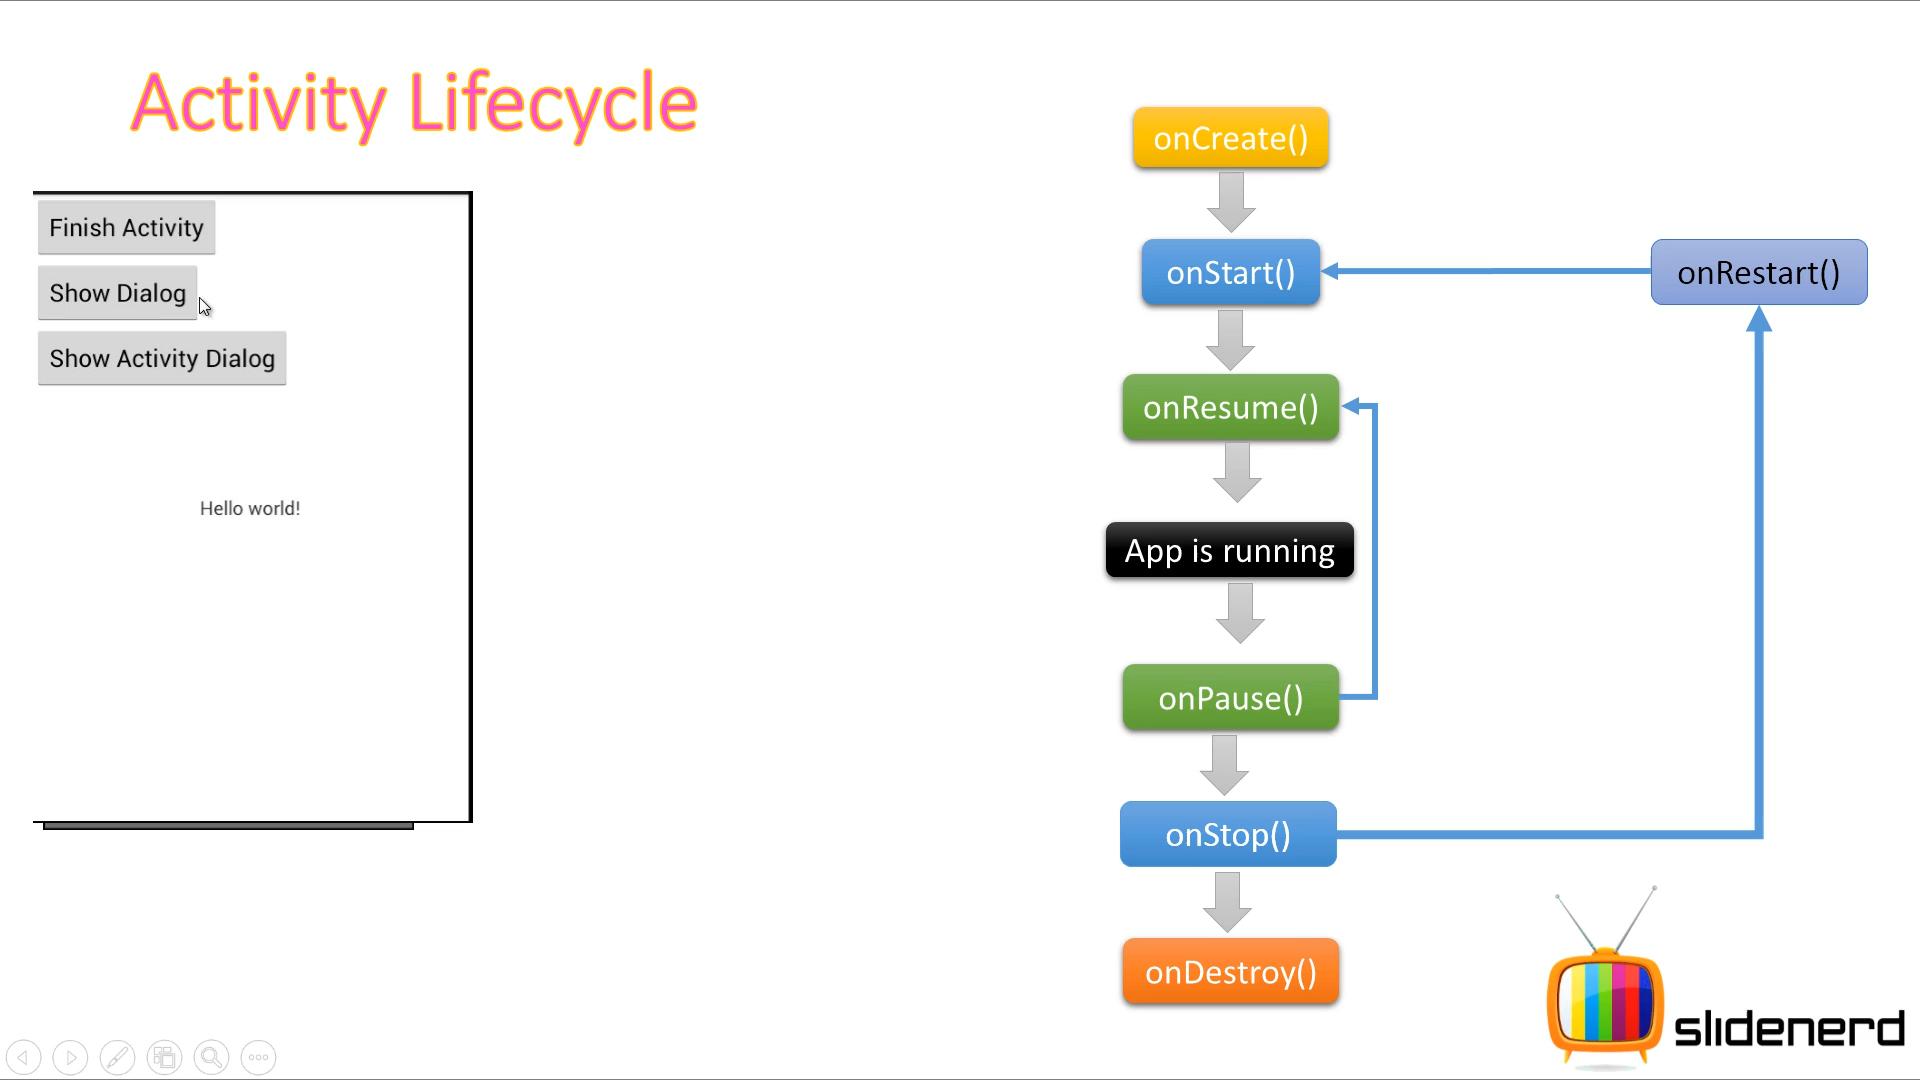 Activity Lifecycle
Finish Activity
Show Dialog
Show Activity Dialog
Hello world!
onCreate()
onStart()
onRestart()
onResume()
App is running
onPause()
onStop()
onDestroy()
slidenerd